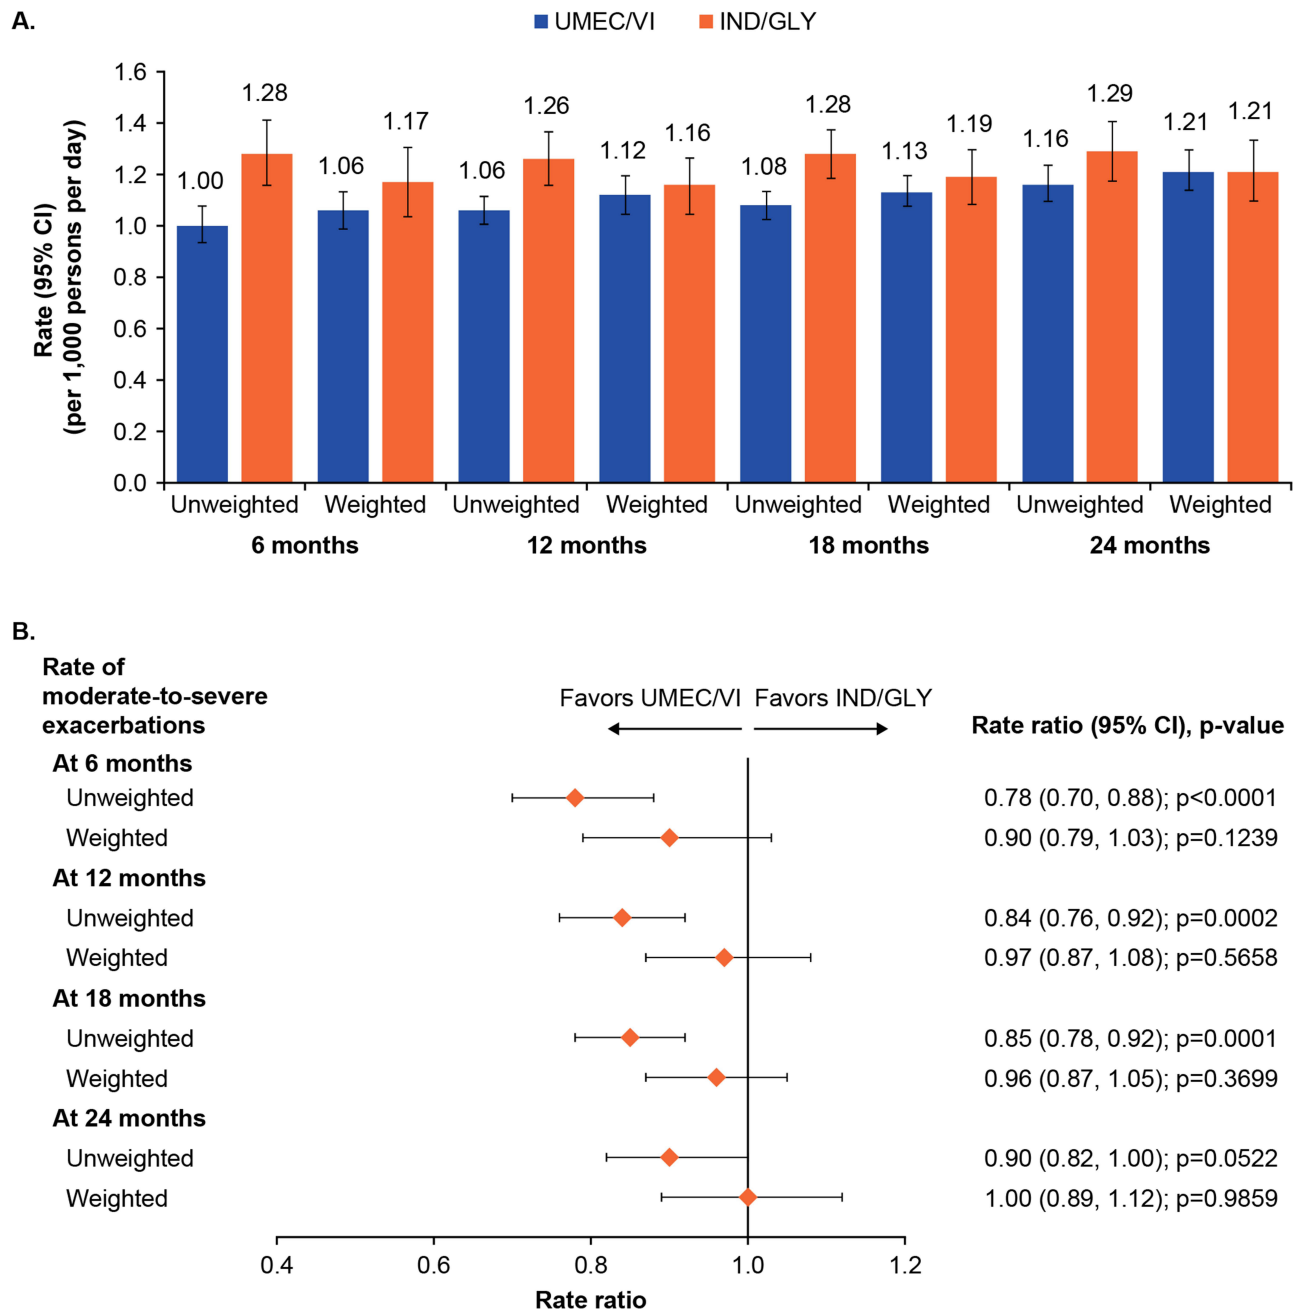 A.
UMEC/VI IND/GLY
Rate (95% CI)
(per 1,000 persons per day)
1.6
1.4
1.2
1.0
0.8
0.6
0.4
0.2
0.0
1.00 1.28 1.06 1.17 1.06 1.26 1.12 1.16 1.08 1.28 1.13 1.19 1.16 1.29 1.21 1.21
Unweighted Weighted Unweighted Weighted Unweighted Weighted Unweighted Weighted
6 months 12 months 18 months 24 months
B.
Rate of
moderate-to-severe
exacerbations
Favors UMEC/VI Favors IND/GLY
Rate ratio (95% CI), p-value
At 6 months
Unweighted 0.78 (0.70, 0.88); p<0.0001
Weighted 0.90 (0.79, 1.03); p=0.1239
At 12 months
Unweighted 0.84 (0.76, 0.92); p=0.0002
Weighted 0.97 (0.87, 1.08); p=0.5658
At 18 months
Unweighted 0.85 (0.78, 0.92); p=0.0001
Weighted 0.96 (0.87, 1.05); p=0.3699
At 24 months
Unweighted 0.90 (0.82, 1.00); p=0.0522
Weighted 1.00 (0.89, 1.12); p=0.9859
0.4 0.6 0.8 1.0 1.2
Rate ratio